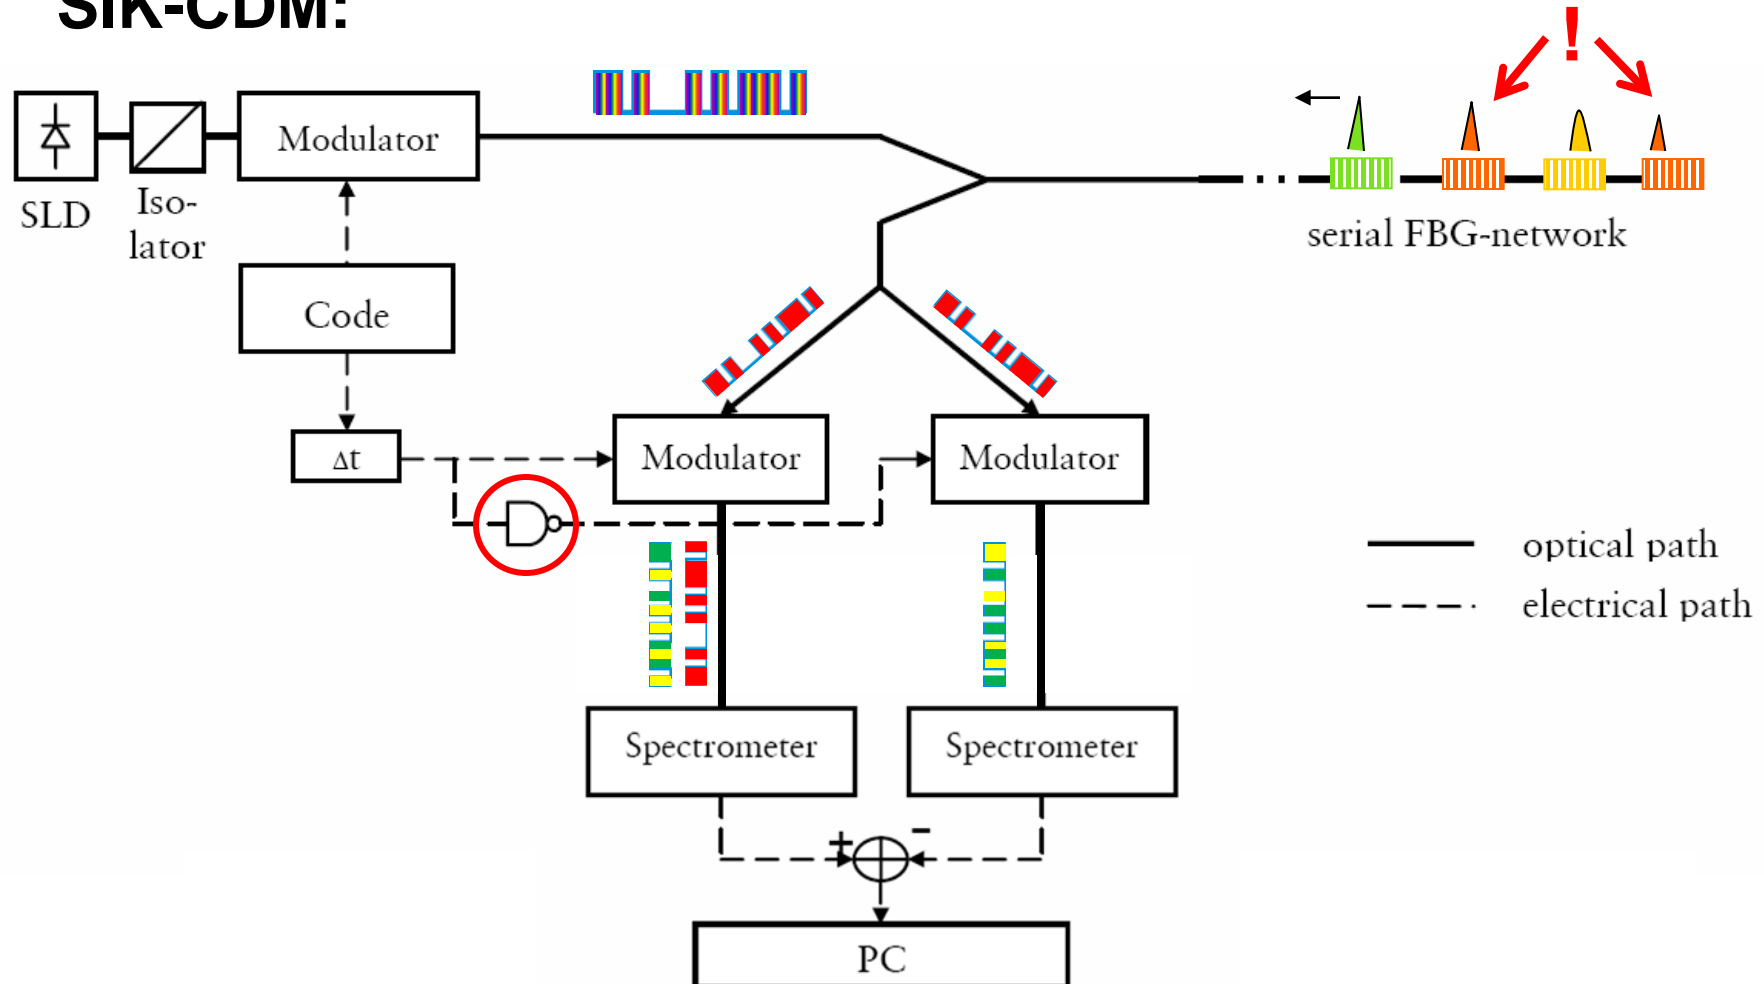 SIK-CDM:
!
Modulator
SLD
Iso-
lator
serial FBG-network
Code
Δt
Modulator
Modulator
optical path
electrical path
Spectrometer
Spectrometer
+
-
PC